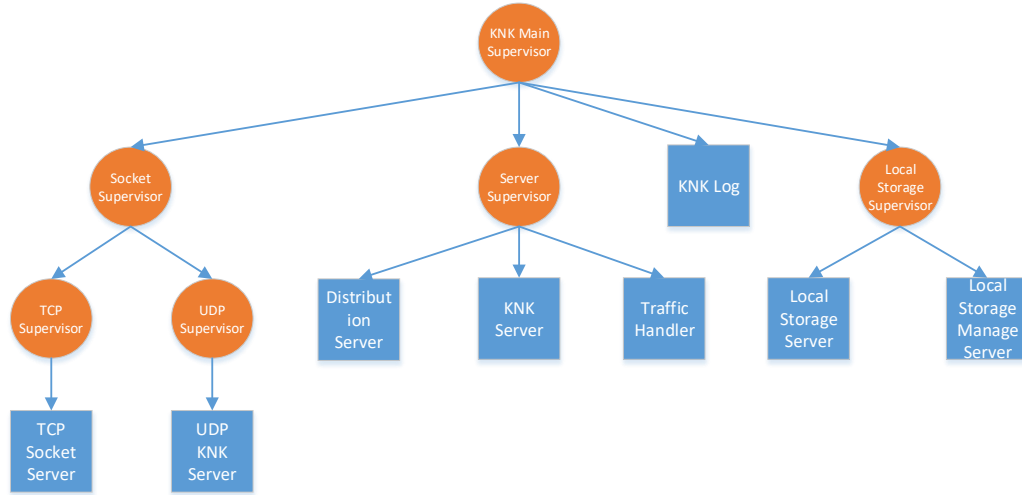 KNK Main
Supervisor
Socket
Supervisor
Server
Supervisor
KNK Log
Local
Storage
Supervisor
TCP
Supervisor
UDP
Supervisor
Distribut
ion
Server
KNK
Server
Traffic
Handler
Local
Storage
Server
Local
Storage
Manage
Server
TCP
Socket
Server
UDP
KNK
Server